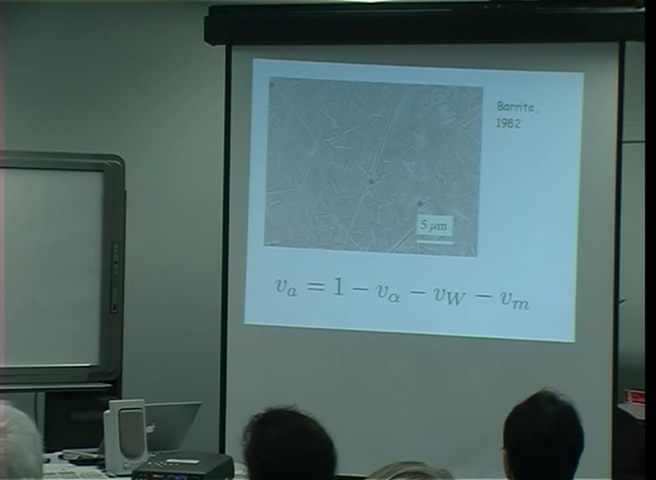 Barrite,
1982
5 μm
v_a = 1 − v_α − v_W − v_m